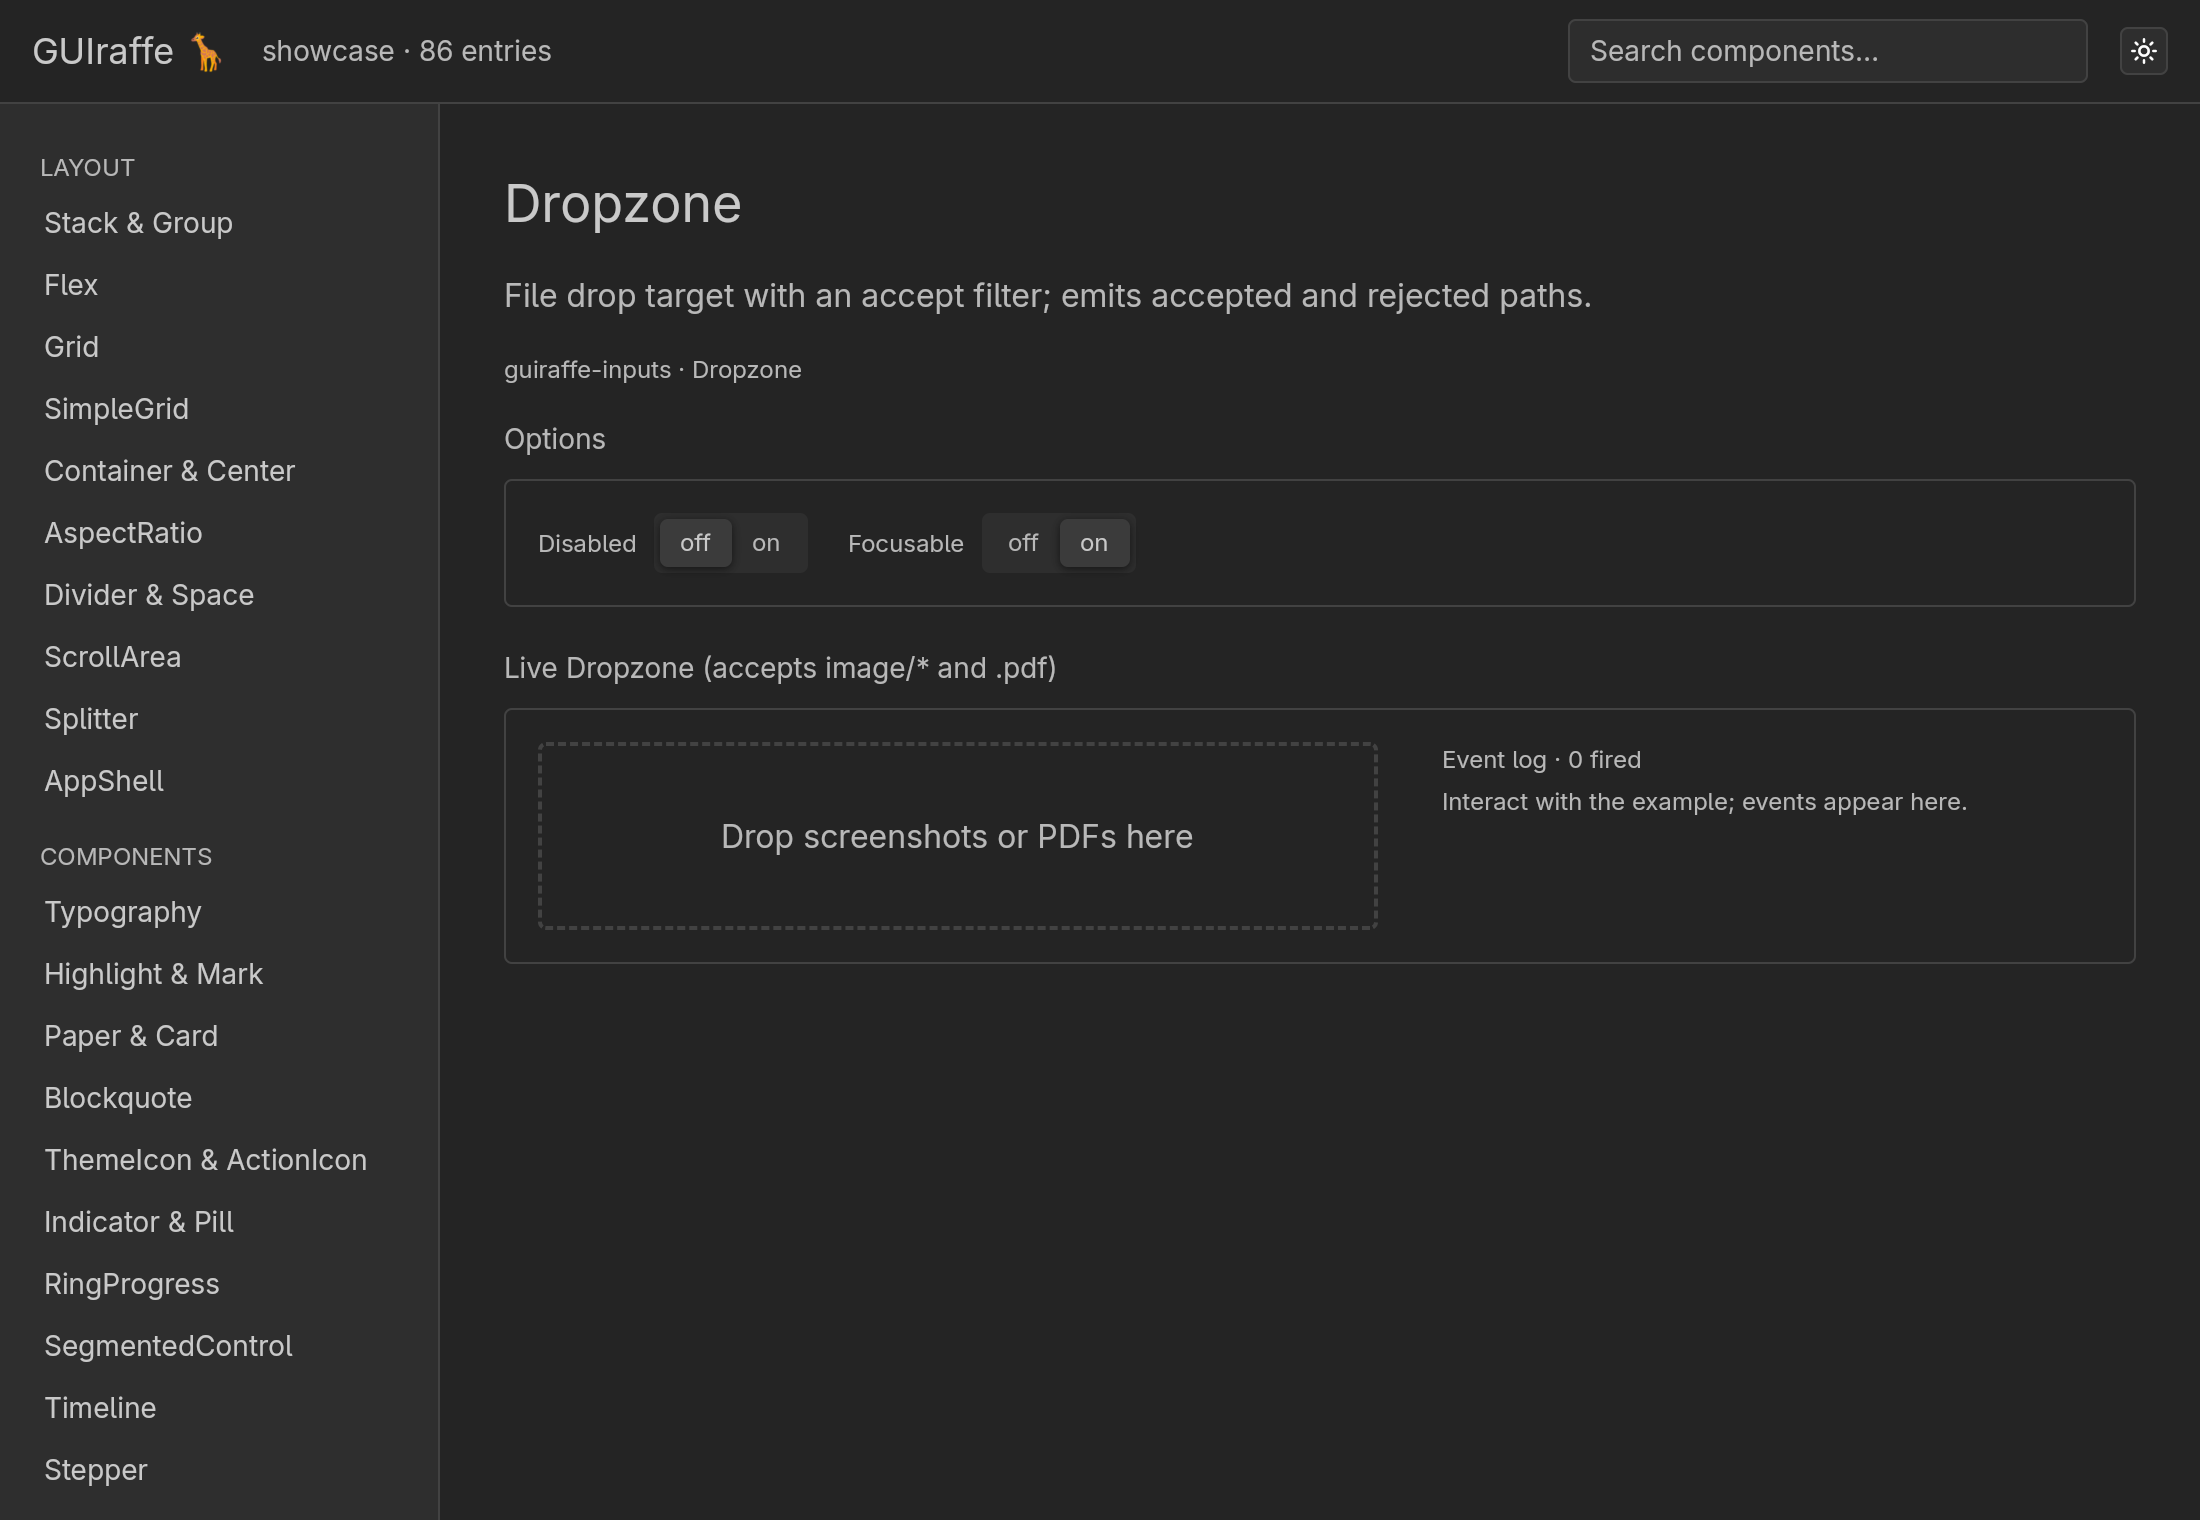 GUIraffe 🦒 showcase · 86 entries Search components...
LAYOUT
Stack & Group
Flex
Grid
SimpleGrid
Container & Center
AspectRatio
Divider & Space
ScrollArea
Splitter
AppShell
COMPONENTS
Typography
Highlight & Mark
Paper & Card
Blockquote
ThemeIcon & ActionIcon
Indicator & Pill
RingProgress
SegmentedControl
Timeline
Stepper
Dropzone
File drop target with an accept filter; emits accepted and rejected paths.
guiraffe-inputs · Dropzone
Options
Disabled off on Focusable off on
Live Dropzone (accepts image/* and .pdf)
Drop screenshots or PDFs here
Event log · 0 fired
Interact with the example; events appear here.